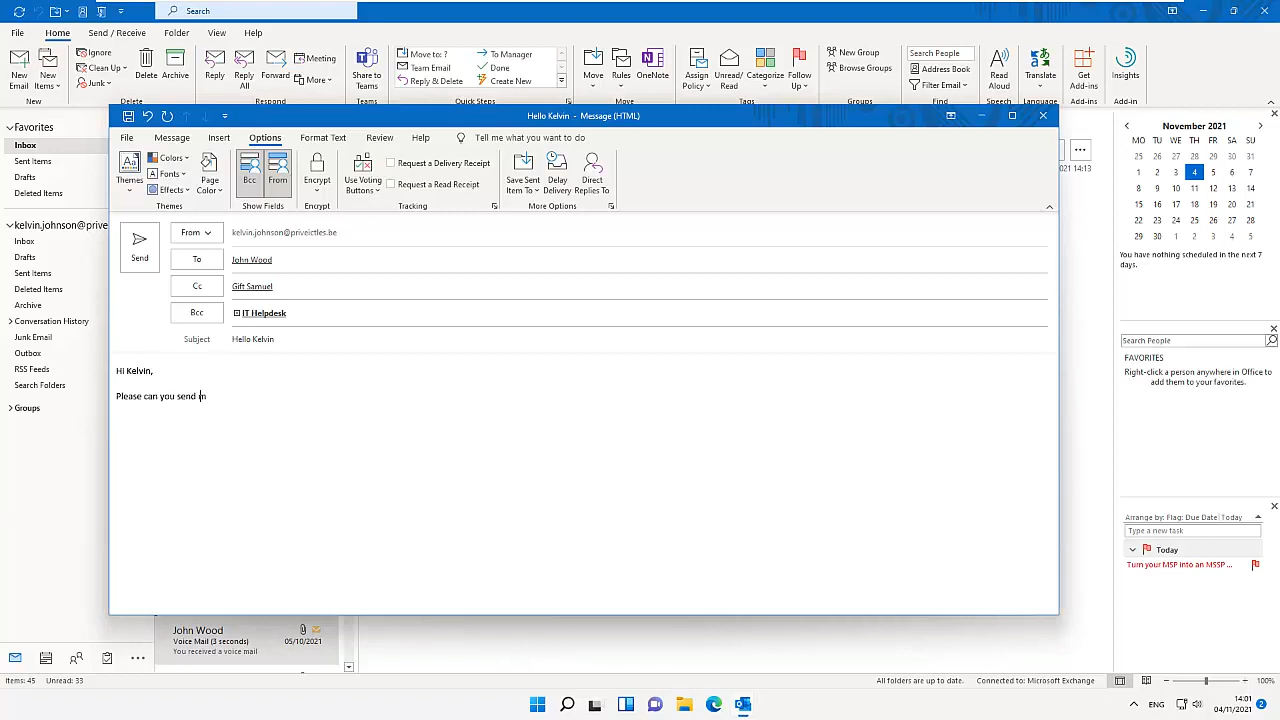 Search
File Home Send / Receive Folder View Help
New Email
New Items
Ignore
Clean Up
Junk
Delete
Archive
Reply
Reply All
Forward
Meeting
More
Share to Teams
Move to: ?
Team Email
Reply & Delete
To Manager
Done
Create New
Move
Rules
OneNote
Assign Policy
Unread/ Read
Categorize
Follow Up
New Group
Browse Groups
Search People
Address Book
Filter Email
Read Aloud
Translate
Get Add-ins
Insights
New Delete Respond Teams Quick Steps Move Tags Groups Find Speech Language Add-ins Add-in
Favorites
Inbox
Sent Items
Drafts
Deleted Items
kelvin.johnson@priveictles.be
Inbox
Drafts
Sent Items
Deleted Items
Archive
Conversation History
Junk Email
Outbox
RSS Feeds
Search Folders
Groups
Hello Kelvin - Message (HTML)
File Message Insert Options Format Text Review Help Tell me what you want to do
Themes
Colors
Fonts
Effects
Page Color
Bcc
From
Encrypt
Use Voting Buttons
Request a Delivery Receipt
Request a Read Receipt
Save Sent Item To
Delay Delivery
Direct Replies To
Themes Show Fields Encrypt Tracking More Options
Send
From kelvin.johnson@priveictles.be
To John Wood
Cc Gift Samuel
Bcc IT Helpdesk
Subject Hello Kelvin
Hi Kelvin,
Please can you send m
John Wood
Voice Mail (3 seconds) 05/10/2021
You received a voice mail
021 14:13
November 2021
MO TU WE TH FR SA SU
25 26 27 28 29 30 31
1 2 3 4 5 6 7
8 9 10 11 12 13 14
15 16 17 18 19 20 21
22 23 24 25 26 27 28
29 30 1 2 3 4 5
You have nothing scheduled in the next 7
days.
Search People
FAVORITES
Right-click a person anywhere in Office to
add them to your favorites.
Arrange by: Flag: Due Date Today
Type a new task
Today
Turn your MSP into an MSSP ...
Items: 45 Unread: 33 All folders are up to date. Connected to: Microsoft Exchange 100%
ENG 14:01
04/11/2021 2